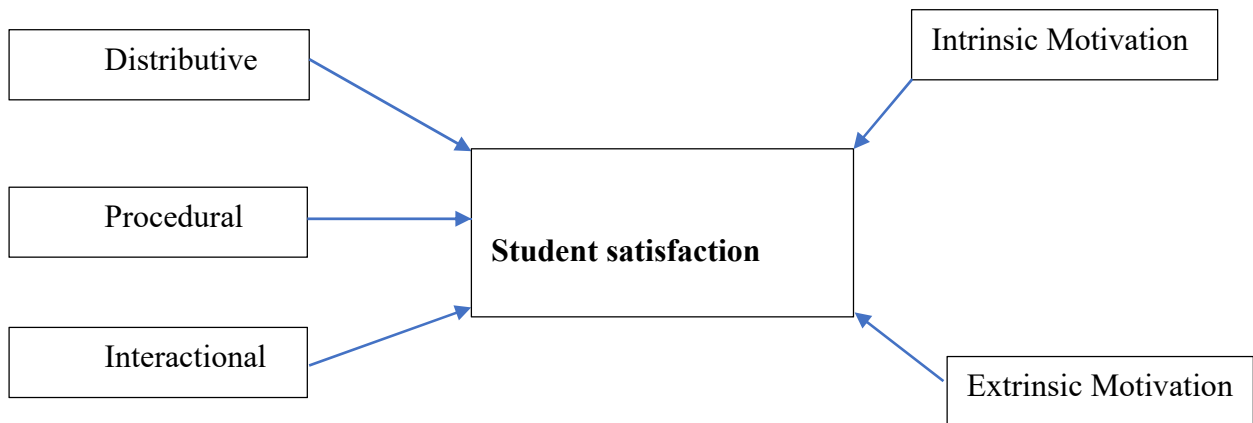 Distributive
Intrinsic Motivation
Procedural
Student satisfaction
Interactional
Extrinsic Motivation